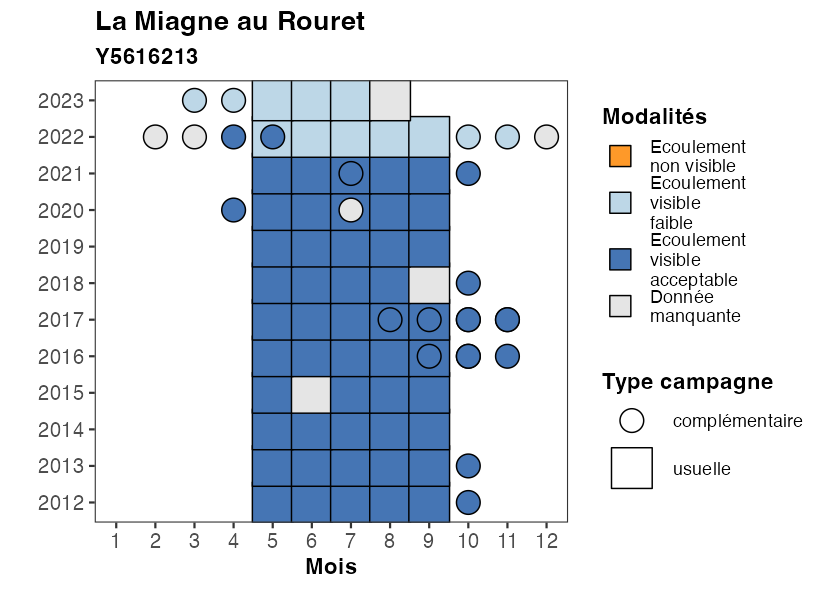 La Miagne au Rouret
Y5616213
2023
2022
2021
2020
2019
2018
2017
2016
2015
2014
2013
2012
1 2 3 4 5 6 7 8 9 10 11 12
Mois
Modalités
Ecoulement
non visible
Ecoulement
visible
faible
Ecoulement
visible
acceptable
Donnée
manquante
Type campagne
complémentaire
usuelle